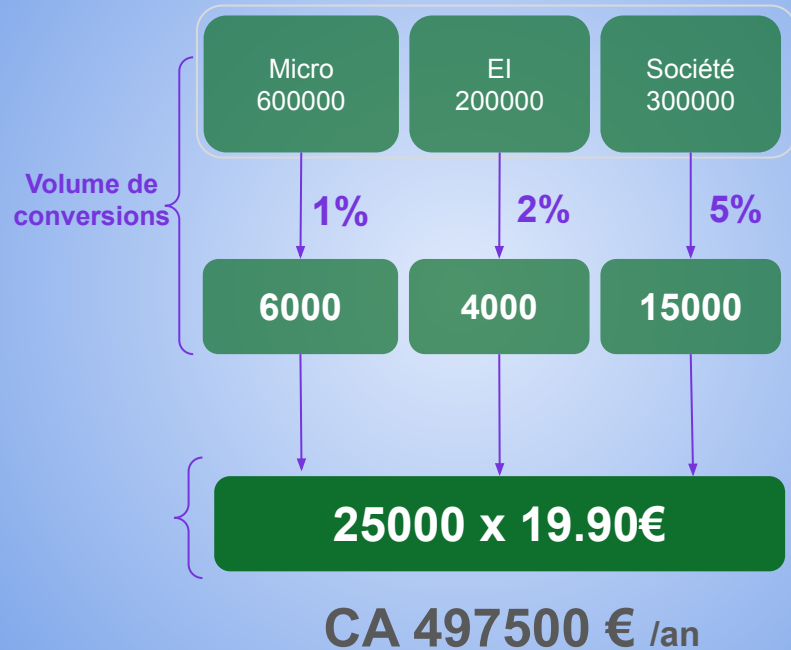 Micro
600000
EI
200000
Société
300000
Volume de
conversions
1%
2%
5%
6000
4000
15000
25000 x 19.90€
CA 497500 € /an